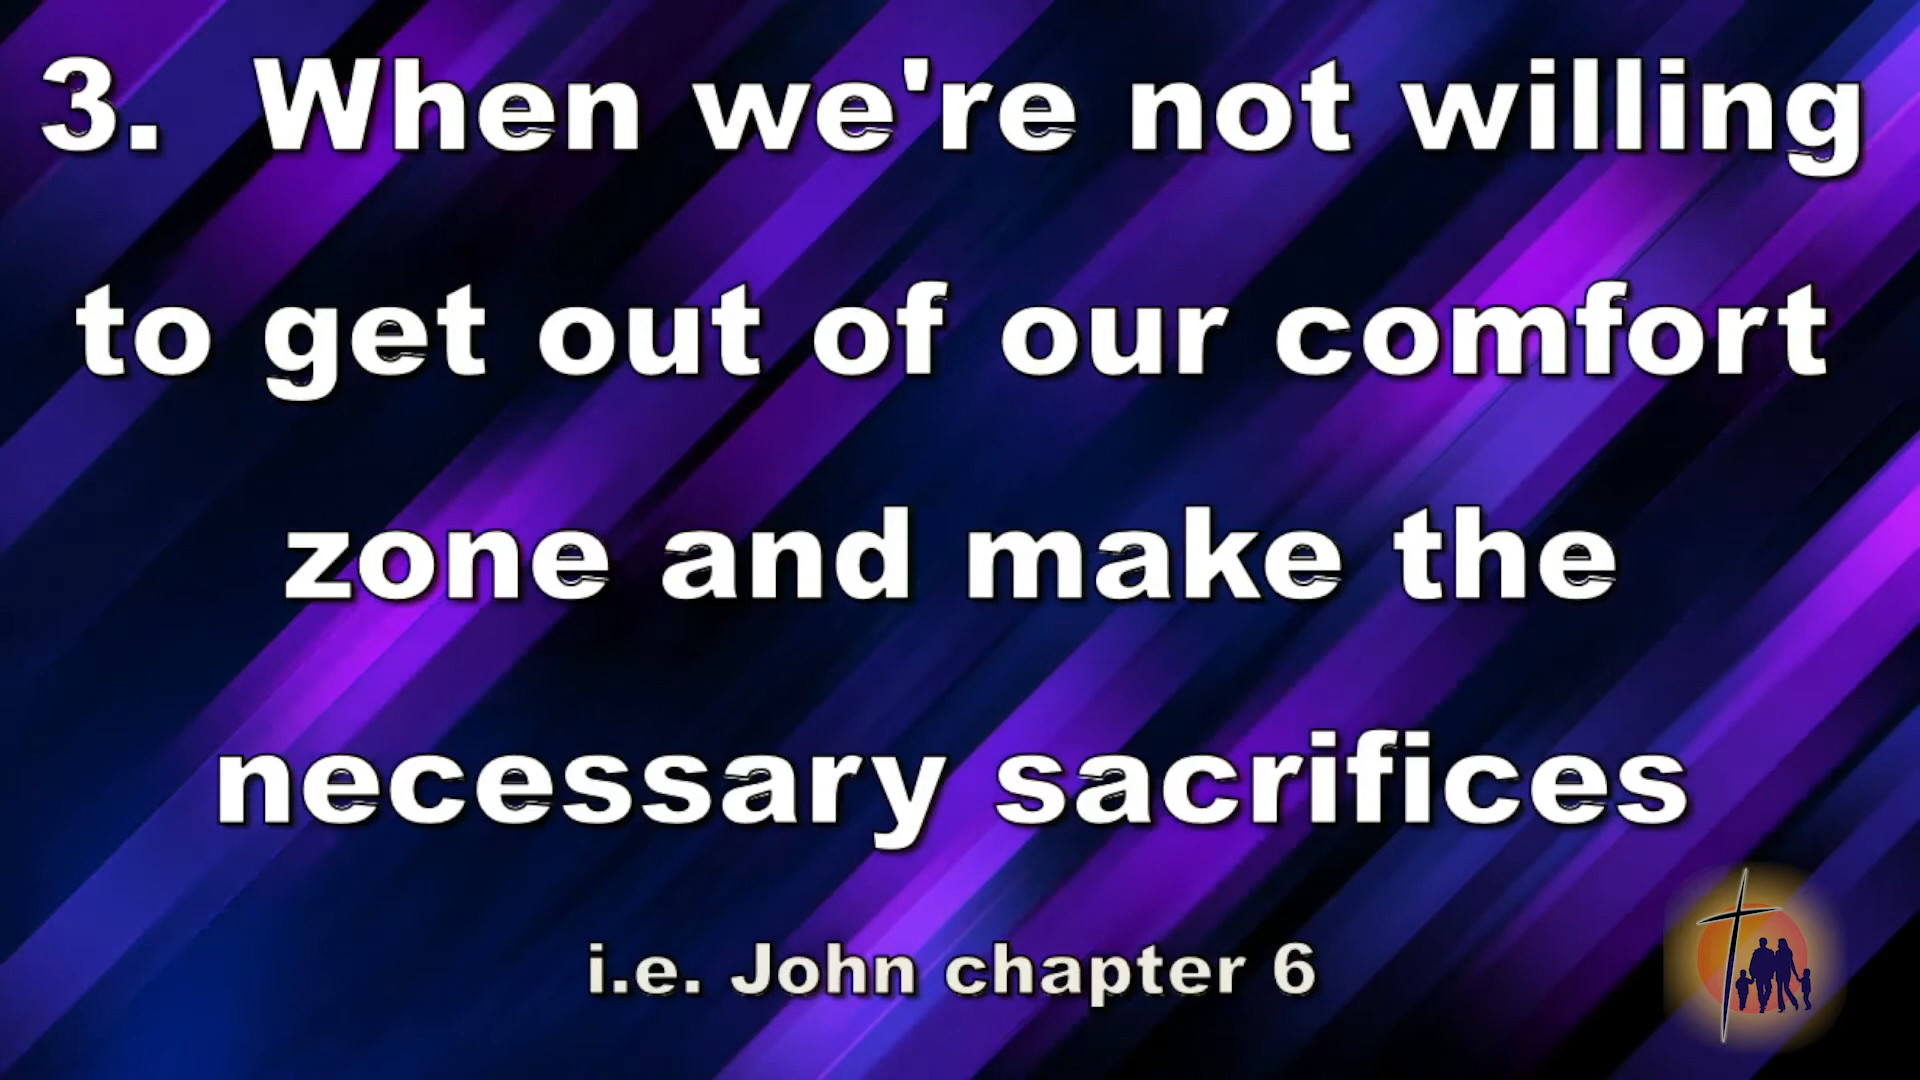 3. When we're not willing
to get out of our comfort
zone and make the
necessary sacrifices
i.e. John chapter 6